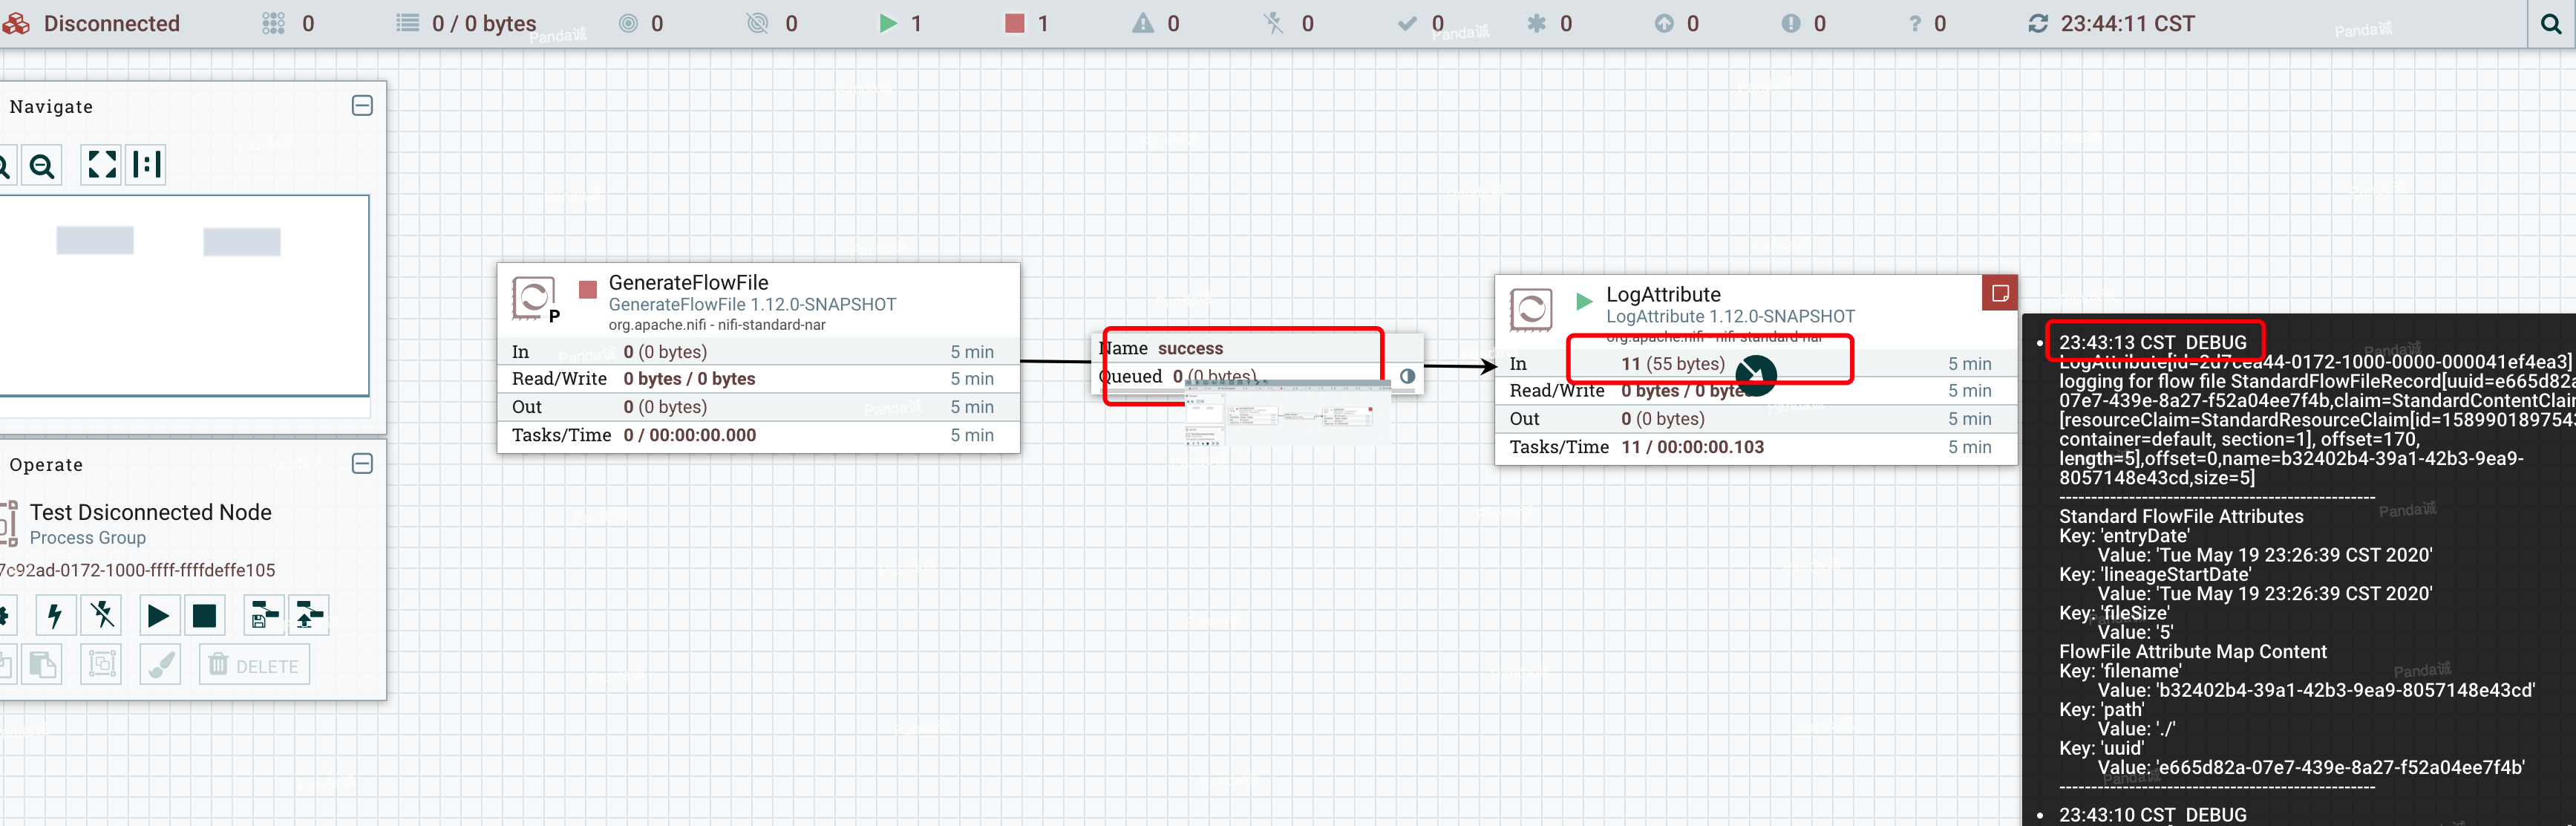 Disconnected 0 0 / 0 bytes 0 0 1 1 0 0 0 0 0 0 0 23:44:11 CST
Navigate
Operate
Test Dsiconnected Node
Process Group
7c92ad-0172-1000-ffff-ffffdeffe105
DELETE
GenerateFlowFile
GenerateFlowFile 1.12.0-SNAPSHOT
org.apache.nifi - nifi-standard-nar
P
In 0 (0 bytes) 5 min
Read/Write 0 bytes / 0 bytes 5 min
Out 0 (0 bytes) 5 min
Tasks/Time 0 / 00:00:00.000 5 min
Name success
Queued 0 (0 bytes)
LogAttribute
LogAttribute 1.12.0-SNAPSHOT
org.apache.nifi - nifi-standard-nar
In 11 (55 bytes) 5 min
Read/Write 0 bytes / 0 byte 5 min
Out 0 (0 bytes) 5 min
Tasks/Time 11 / 00:00:00.103 5 min
23:43:13 CST DEBUG
LogAttribute[id=2d7cea44-0172-1000-0000-000041ef4ea3]
logging for flow file StandardFlowFileRecord[uuid=e665d82a
07e7-439e-8a27-f52a04ee7f4b,claim=StandardContentClaim
[resourceClaim=StandardResourceClaim[id=158990189754
container=default, section=1], offset=170,
length=5],offset=0,name=b32402b4-39a1-42b3-9ea9-
8057148e43cd,size=5]
--------------------------------------------------
Standard FlowFile Attributes
Key: 'entryDate'
Value: 'Tue May 19 23:26:39 CST 2020'
Key: 'lineageStartDate'
Value: 'Tue May 19 23:26:39 CST 2020'
Key: 'fileSize'
Value: '5'
FlowFile Attribute Map Content
Key: 'filename'
Value: 'b32402b4-39a1-42b3-9ea9-8057148e43cd'
Key: 'path'
Value: './'
Key: 'uuid'
Value: 'e665d82a-07e7-439e-8a27-f52a04ee7f4b'
--------------------------------------------------
23:43:10 CST DEBUG
Panda诚